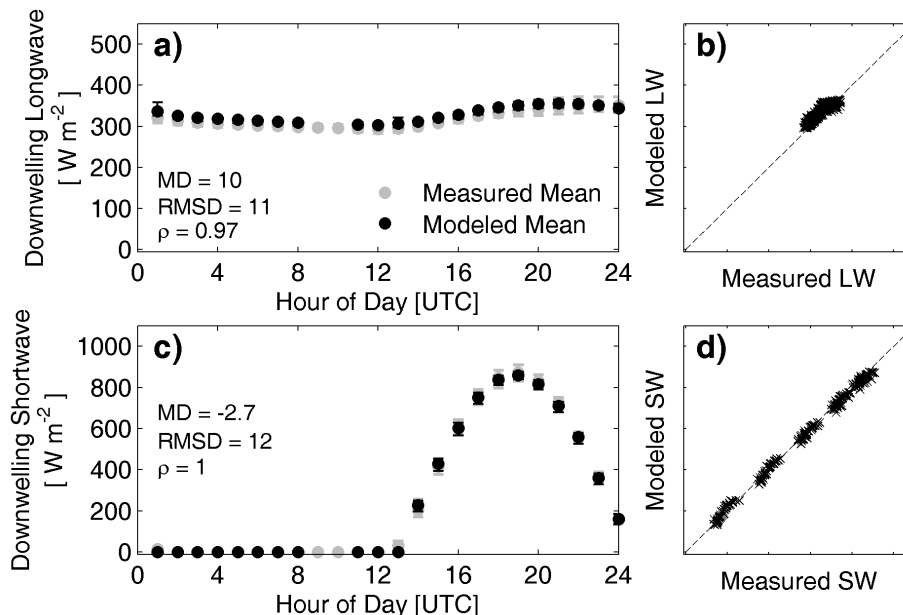 a)
Downwelling Longwave
[ W m-2 ]
500
400
300
200
100
0
MD = 10
RMSD = 11
ρ = 0.97
Measured Mean
Modeled Mean
0 4 8 12 16 20 24
Hour of Day [UTC]
b)
Modeled LW
Measured LW
c)
Downwelling Shortwave
[ W m-2 ]
1000
800
600
400
200
0
MD = -2.7
RMSD = 12
ρ = 1
0 4 8 12 16 20 24
Hour of Day [UTC]
d)
Modeled SW
Measured SW